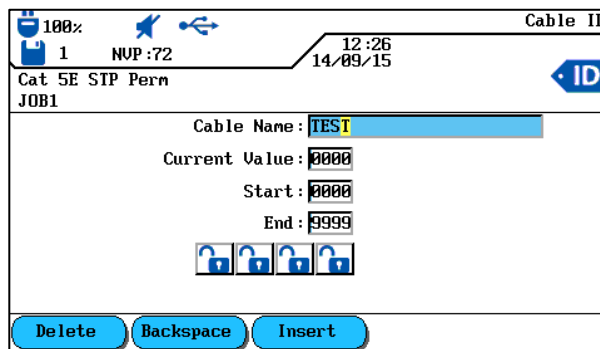 100% Cable I
1 NVP:72 12:26
14/09/15
ID
Cat 5E STP Perm
JOB1
Cable Name: TEST
Current Value: 0000
Start: 0000
End: 9999
Delete Backspace Insert